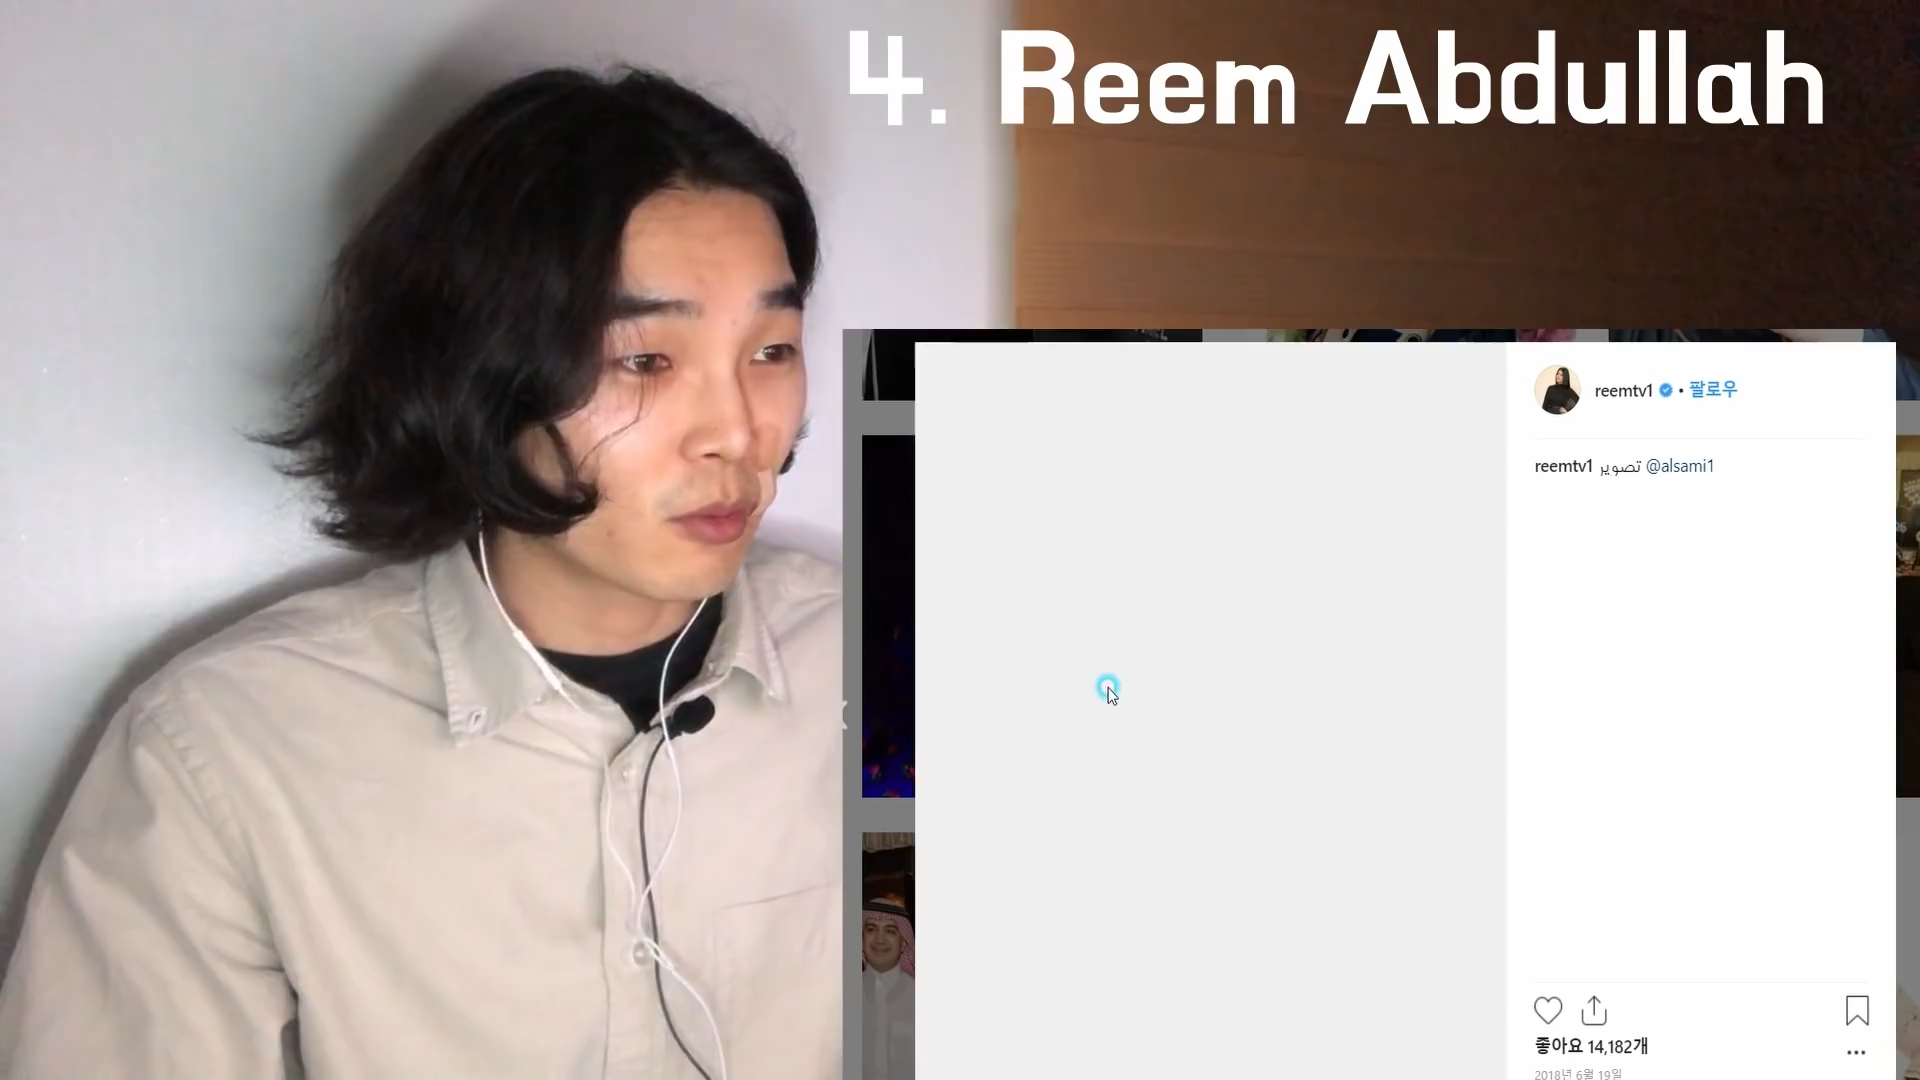 4. Reem Abdullah
reemtv1 • 팔로우
reemtv1 تصوير @alsami1
좋아요 14,182개
2018년 6월 19일